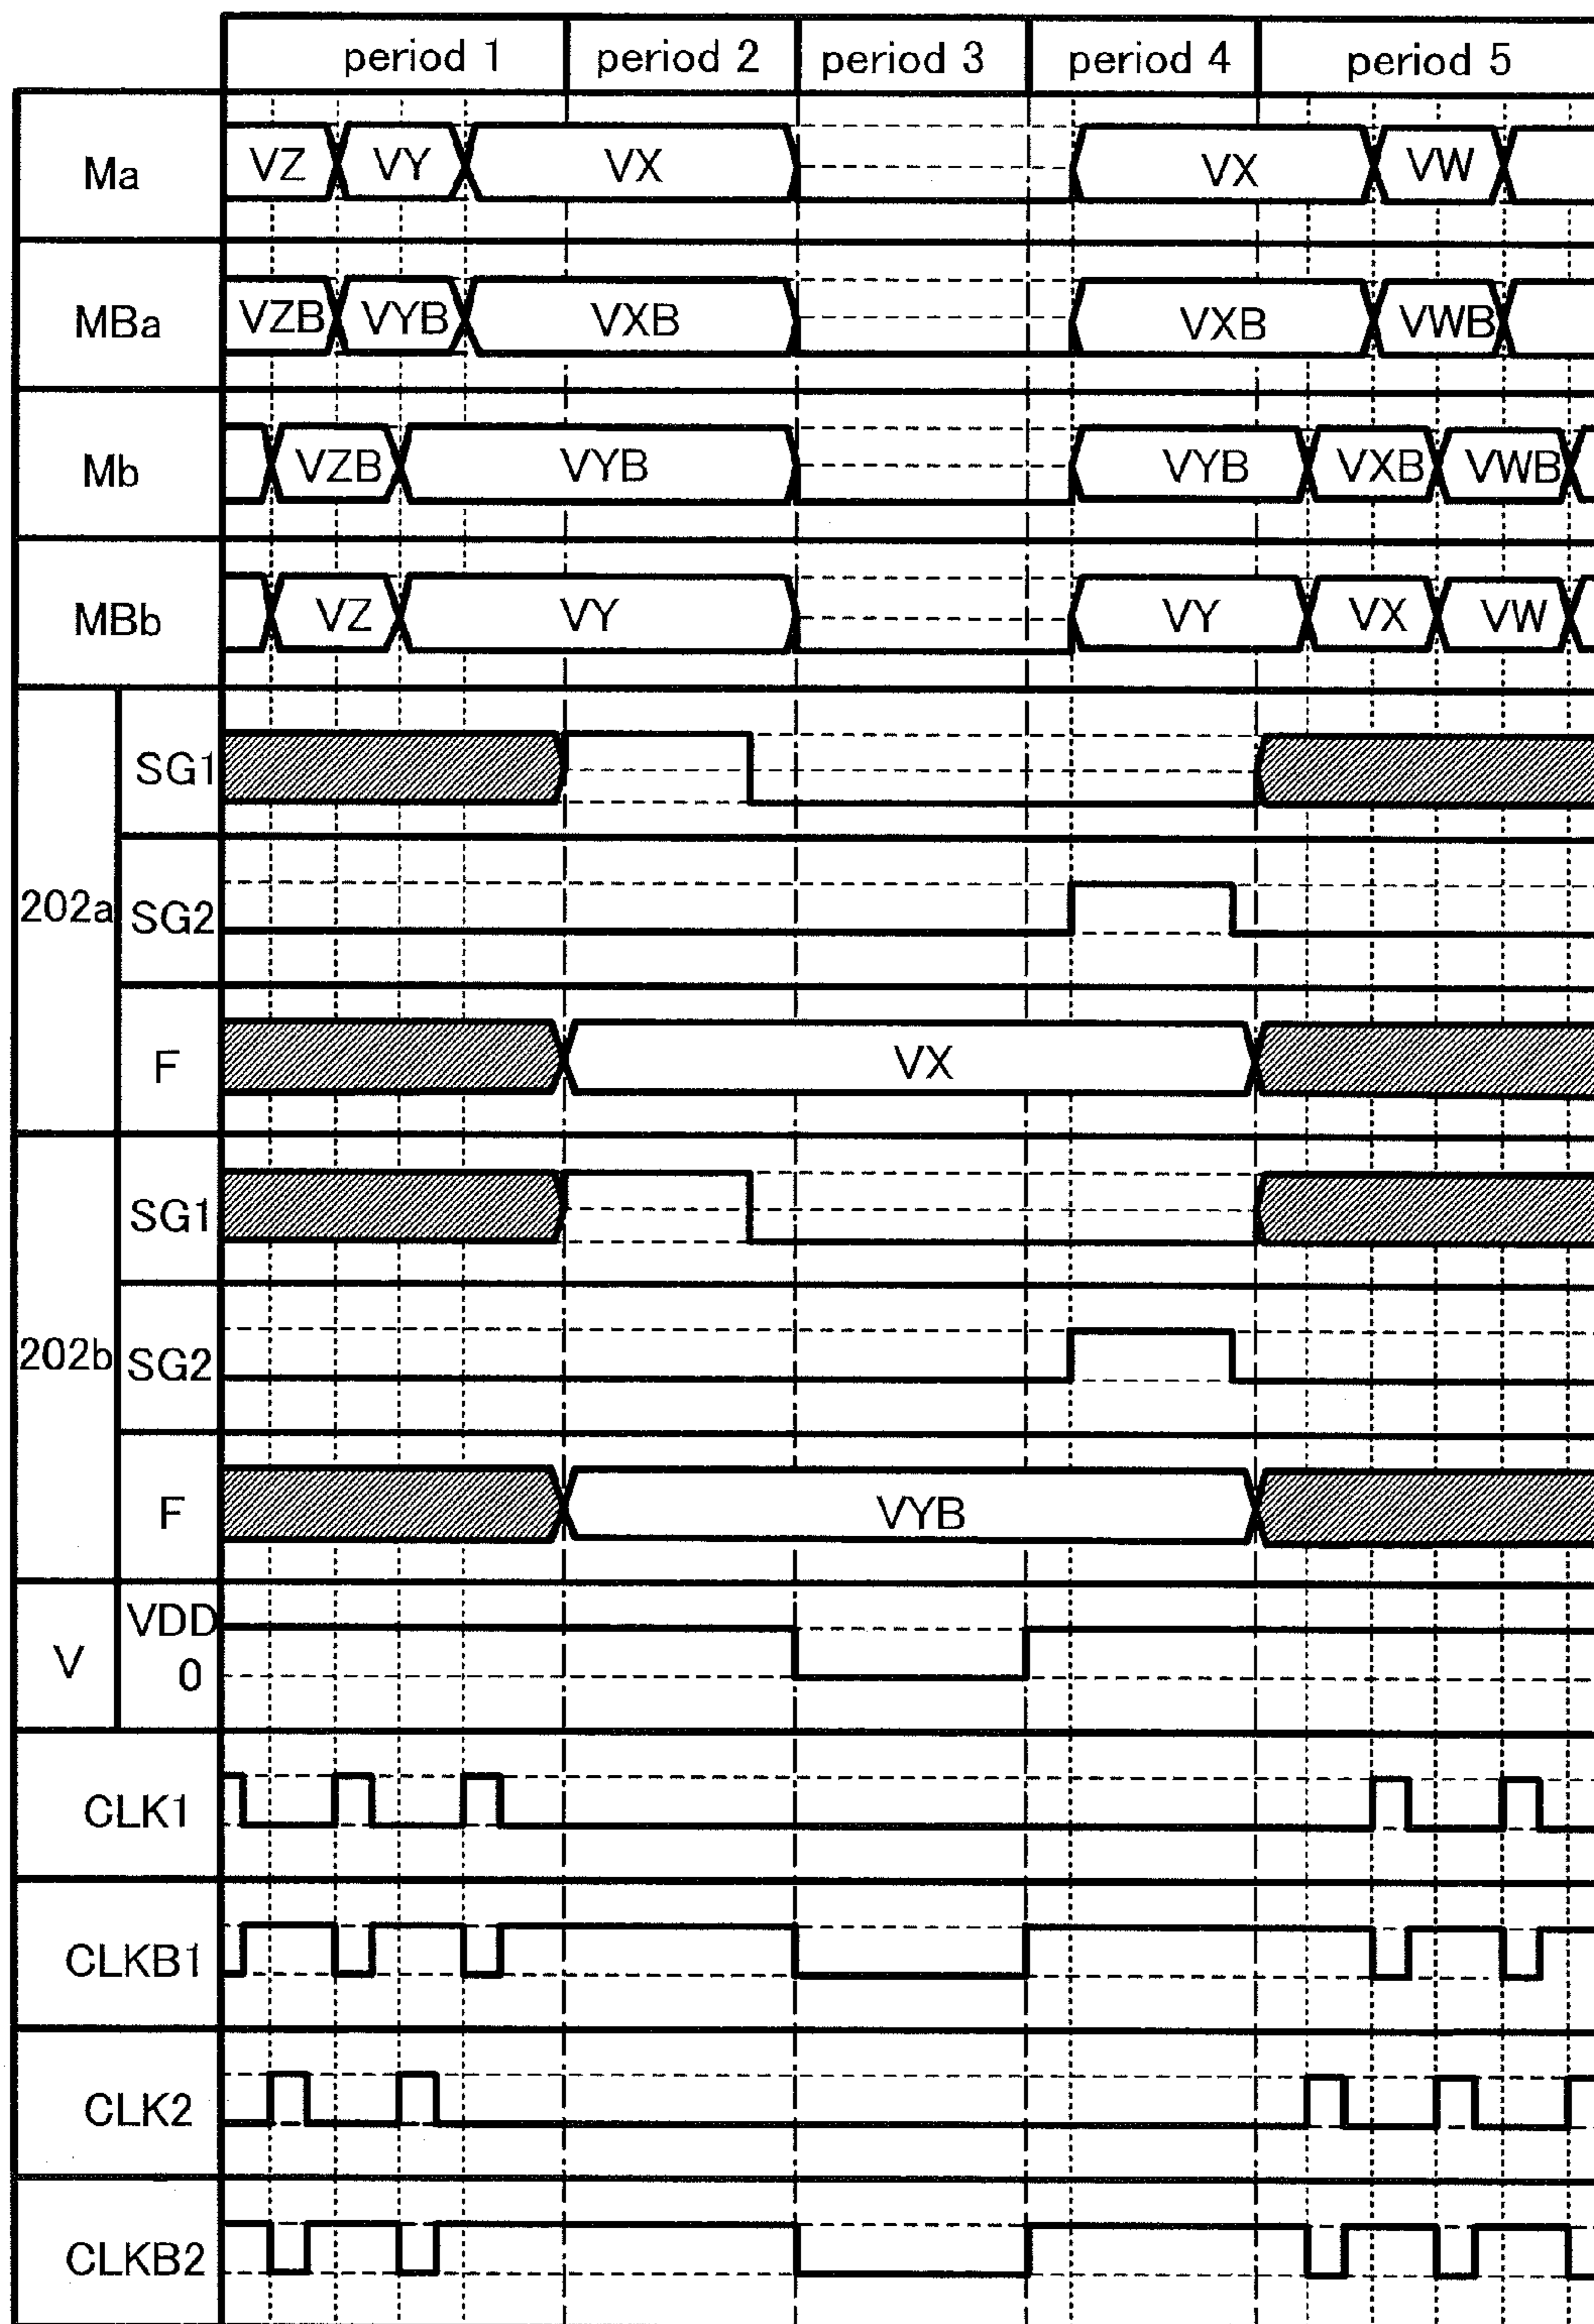 period 1 period 2 period 3 period 4 period 5
Ma VZ VY VX VX VW
MBa VZB VYB VXB VXB VWB
Mb VZB VYB VYB VXB VWB
MBb VZ VY VY VX VW
202a
SG1
SG2
F VX
202b
SG1
SG2
F VYB
V
VDD
0
CLK1
CLKB1
CLK2
CLKB2